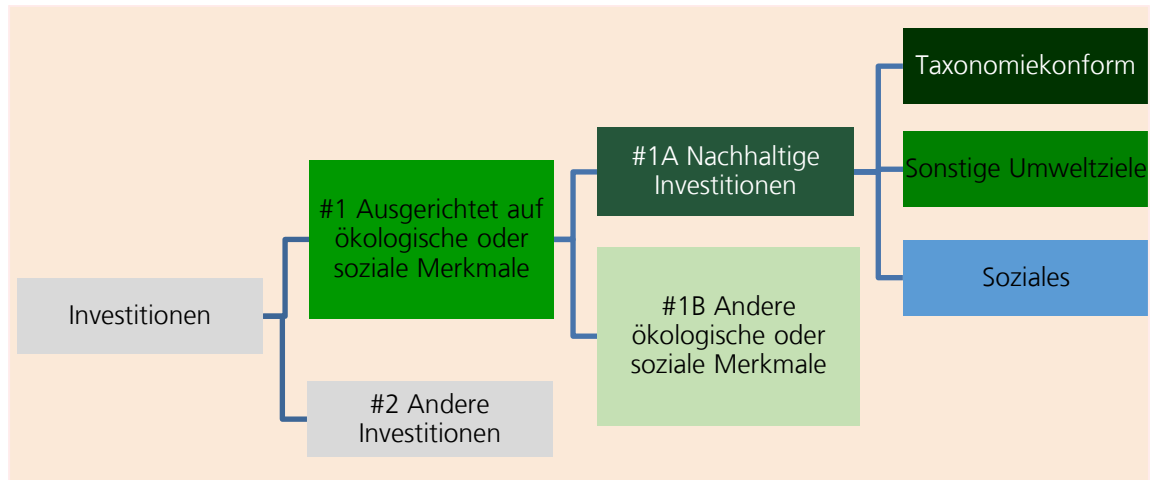 Investitionen
#1 Ausgerichtet auf
ökologische oder
soziale Merkmale
#2 Andere
Investitionen
#1A Nachhaltige
Investitionen
#1B Andere
ökologische oder
soziale Merkmale
Taxonomiekonform
Sonstige Umweltziele
Soziales